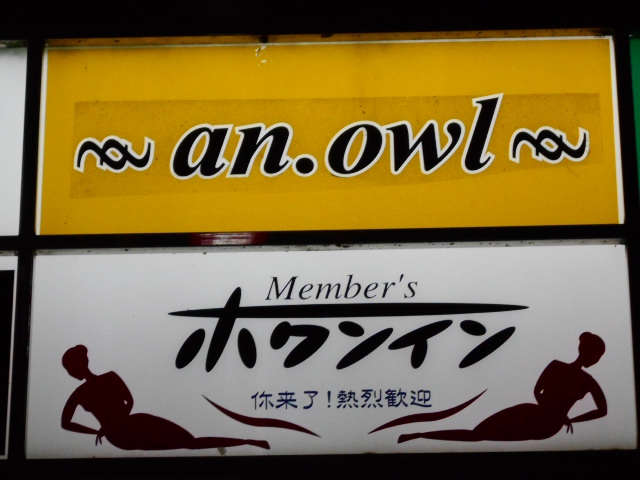 an.owl
Member's
ホワンイン
你来了!熱烈歓迎